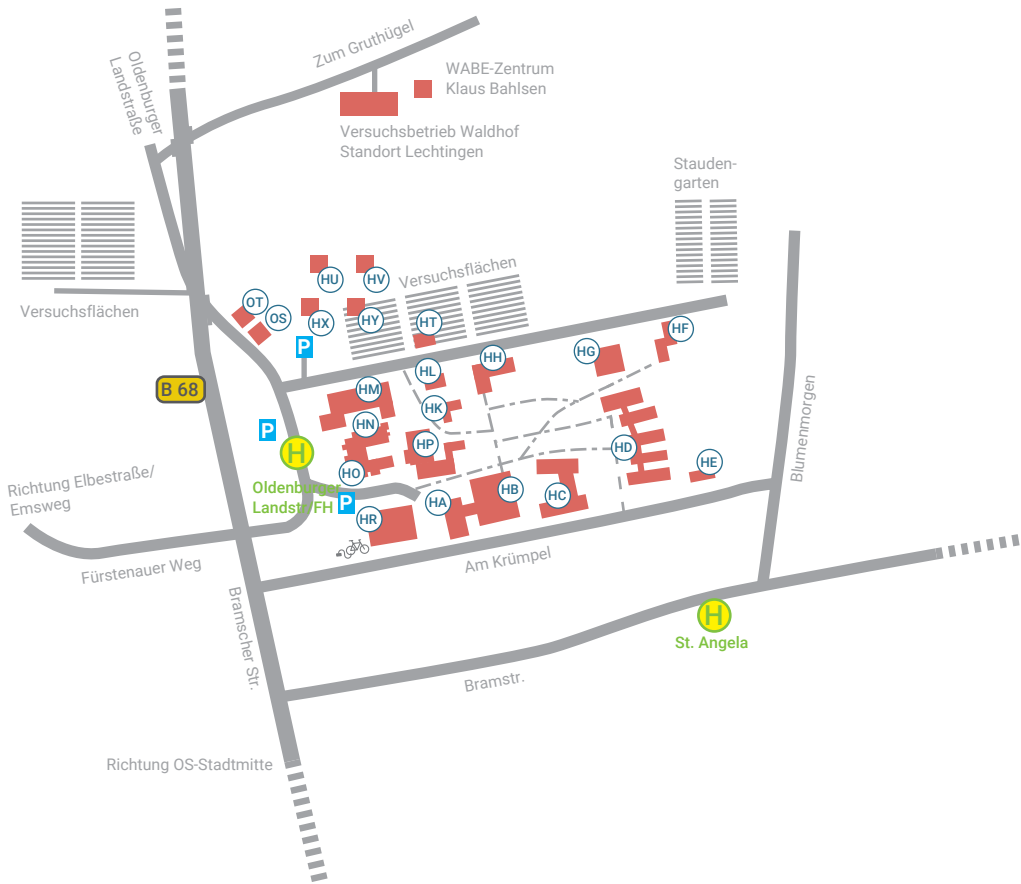 Zum Gruthügel
Oldenburger
Landstraße
WABE-Zentrum
Klaus Bahlsen
Versuchsbetrieb Waldhof
Standort Lechtingen
Stauden-
garten
Versuchsflächen
Versuchsflächen
HU
HV
OT
OS
HX
HY
HT
HF
P
HG
HH
HL
HM
B 68
HK
HN
P
HP
HD
H
HO
HE
Blumenmorgen
Richtung Elbestraße/
Emsweg
Oldenburger
Landstr./FH
P
HA
HB
HC
HR
Am Krümpel
Fürstenauer Weg
Bramscher Str.
H
St. Angela
Bramstr.
Richtung OS-Stadtmitte